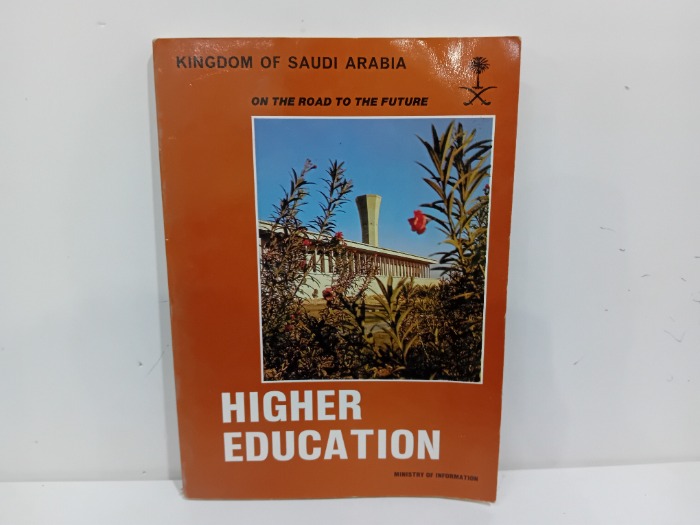 KINGDOM OF SAUDI ARABIA
ON THE ROAD TO THE FUTURE
HIGHER
EDUCATION
MINISTRY OF INFORMATION